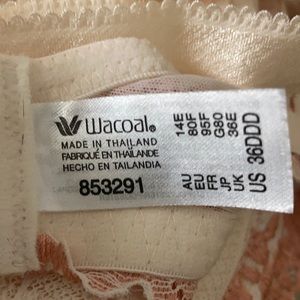 Wacoal®
MADE IN THAILAND
FABRIQUÉ EN THAÏLANDE
HECHO EN TAILANDIA
853291
AU 14E
EU 80F
FR 95F
JP G80
UK 36E
US 36DDD